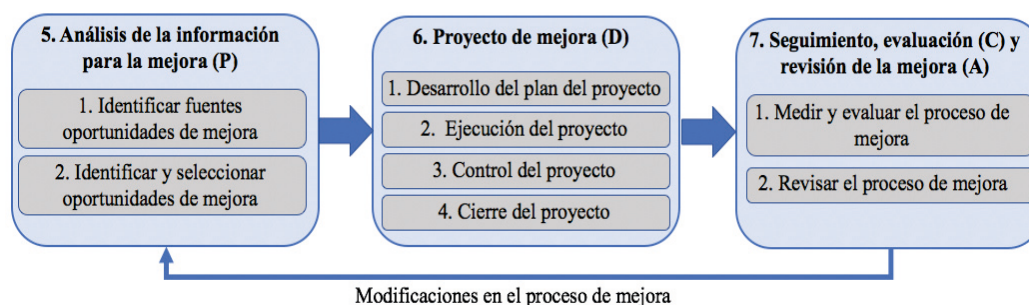 5. Análisis de la información
para la mejora (P)
1. Identificar fuentes
oportunidades de mejora
2. Identificar y seleccionar
oportunidades de mejora
6. Proyecto de mejora (D)
1. Desarrollo del plan del proyecto
2. Ejecución del proyecto
3. Control del proyecto
4. Cierre del proyecto
7. Seguimiento, evaluación (C) y
revisión de la mejora (A)
1. Medir y evaluar el proceso de
mejora
2. Revisar el proceso de mejora
Modificaciones en el proceso de mejora